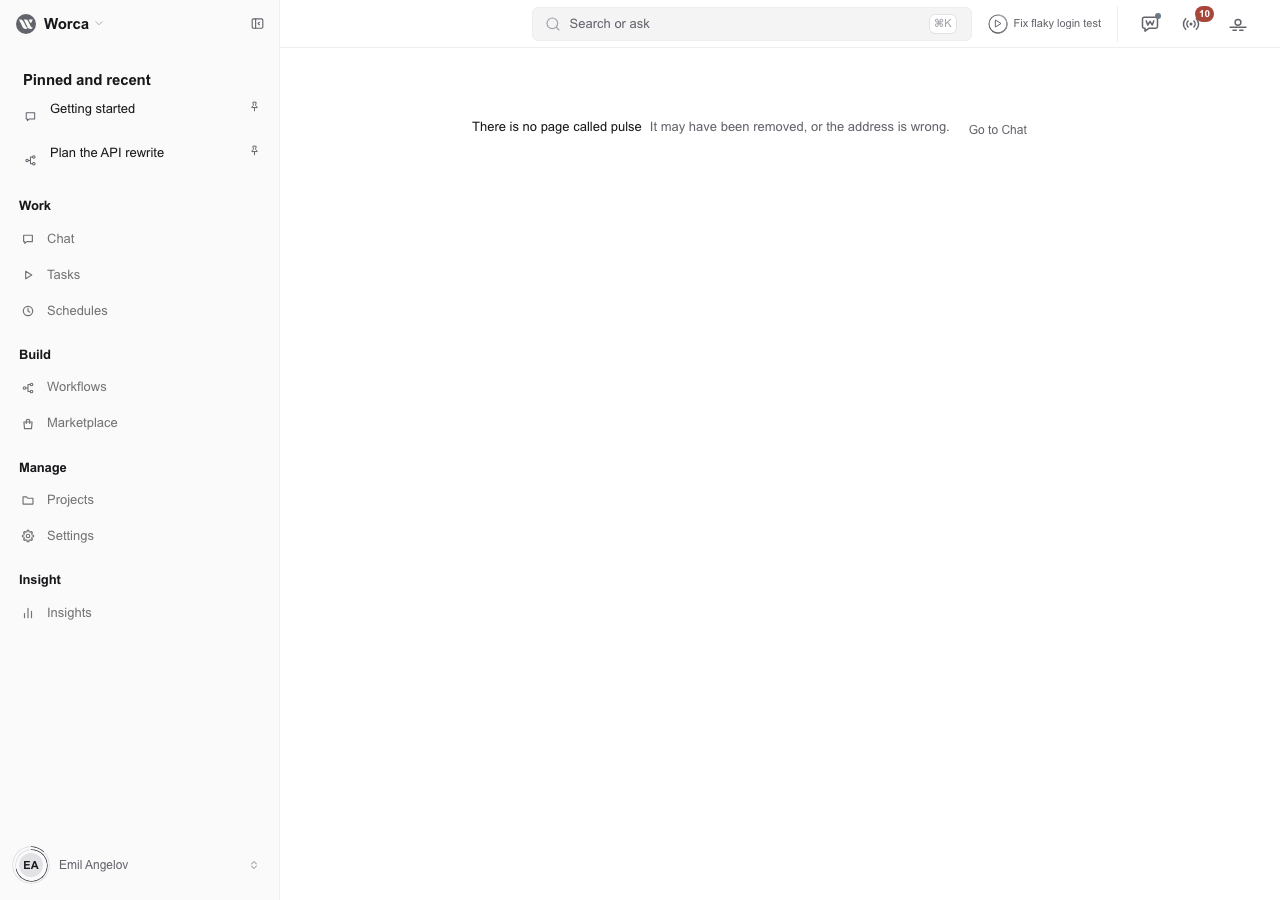 Worca
Search or ask
⌘K
Fix flaky login test
10
Pinned and recent
Getting started
Plan the API rewrite
Work
Chat
Tasks
Schedules
Build
Workflows
Marketplace
Manage
Projects
Settings
Insight
Insights
There is no page called pulse It may have been removed, or the address is wrong. Go to Chat
EA
Emil Angelov